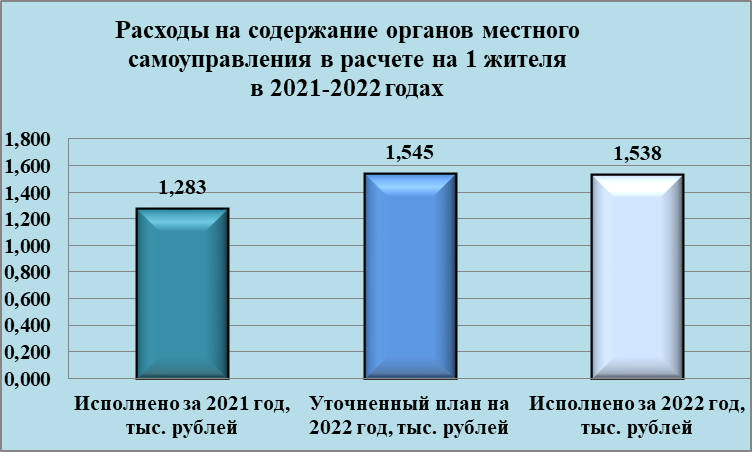 Расходы на содержание органов местного
самоуправления в расчете на 1 жителя
в 2021-2022 годах
1,800
1,600
1,400
1,200
1,000
0,800
0,600
0,400
0,200
0,000
1,283
1,545
1,538
Исполнено за 2021 год,
тыс. рублей
Уточненный план на
2022 год, тыс. рублей
Исполнено за 2022 год,
тыс. рублей